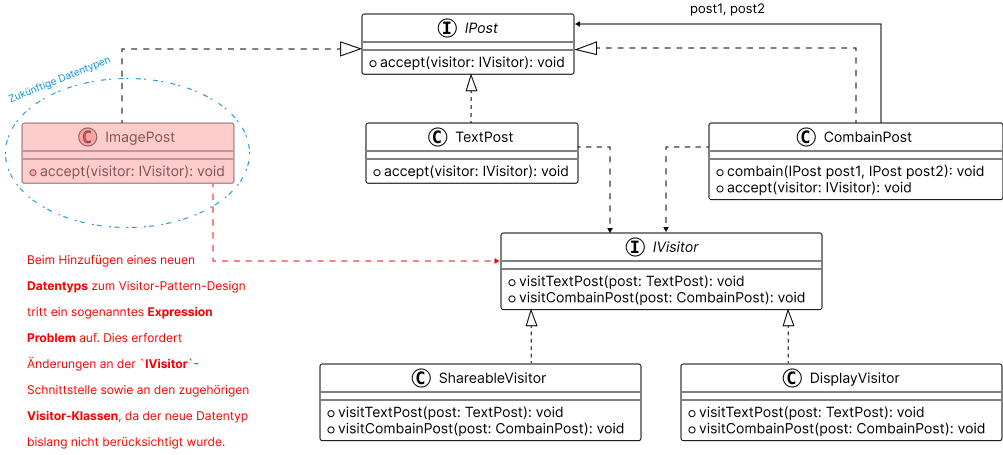 post1, post2
I IPost
accept(visitor: IVisitor): void
Zukünftige Datentypen
C ImagePost
accept(visitor: IVisitor): void
C TextPost
accept(visitor: IVisitor): void
C CombainPost
combain(IPost post1, IPost post2): void
accept(visitor: IVisitor): void
I IVisitor
visitTextPost(post: TextPost): void
visitCombainPost(post: CombainPost): void
Beim Hinzufügen eines neuen
Datentyps zum Visitor-Pattern-Design
tritt ein sogenanntes Expression
Problem auf. Dies erfordert
Änderungen an der `IVisitor`-
Schnittstelle sowie an den zugehörigen
Visitor-Klassen, da der neue Datentyp
bislang nicht berücksichtigt wurde.
C ShareableVisitor
visitTextPost(post: TextPost): void
visitCombainPost(post: CombainPost): void
C DisplayVisitor
visitTextPost(post: TextPost): void
visitCombainPost(post: CombainPost): void